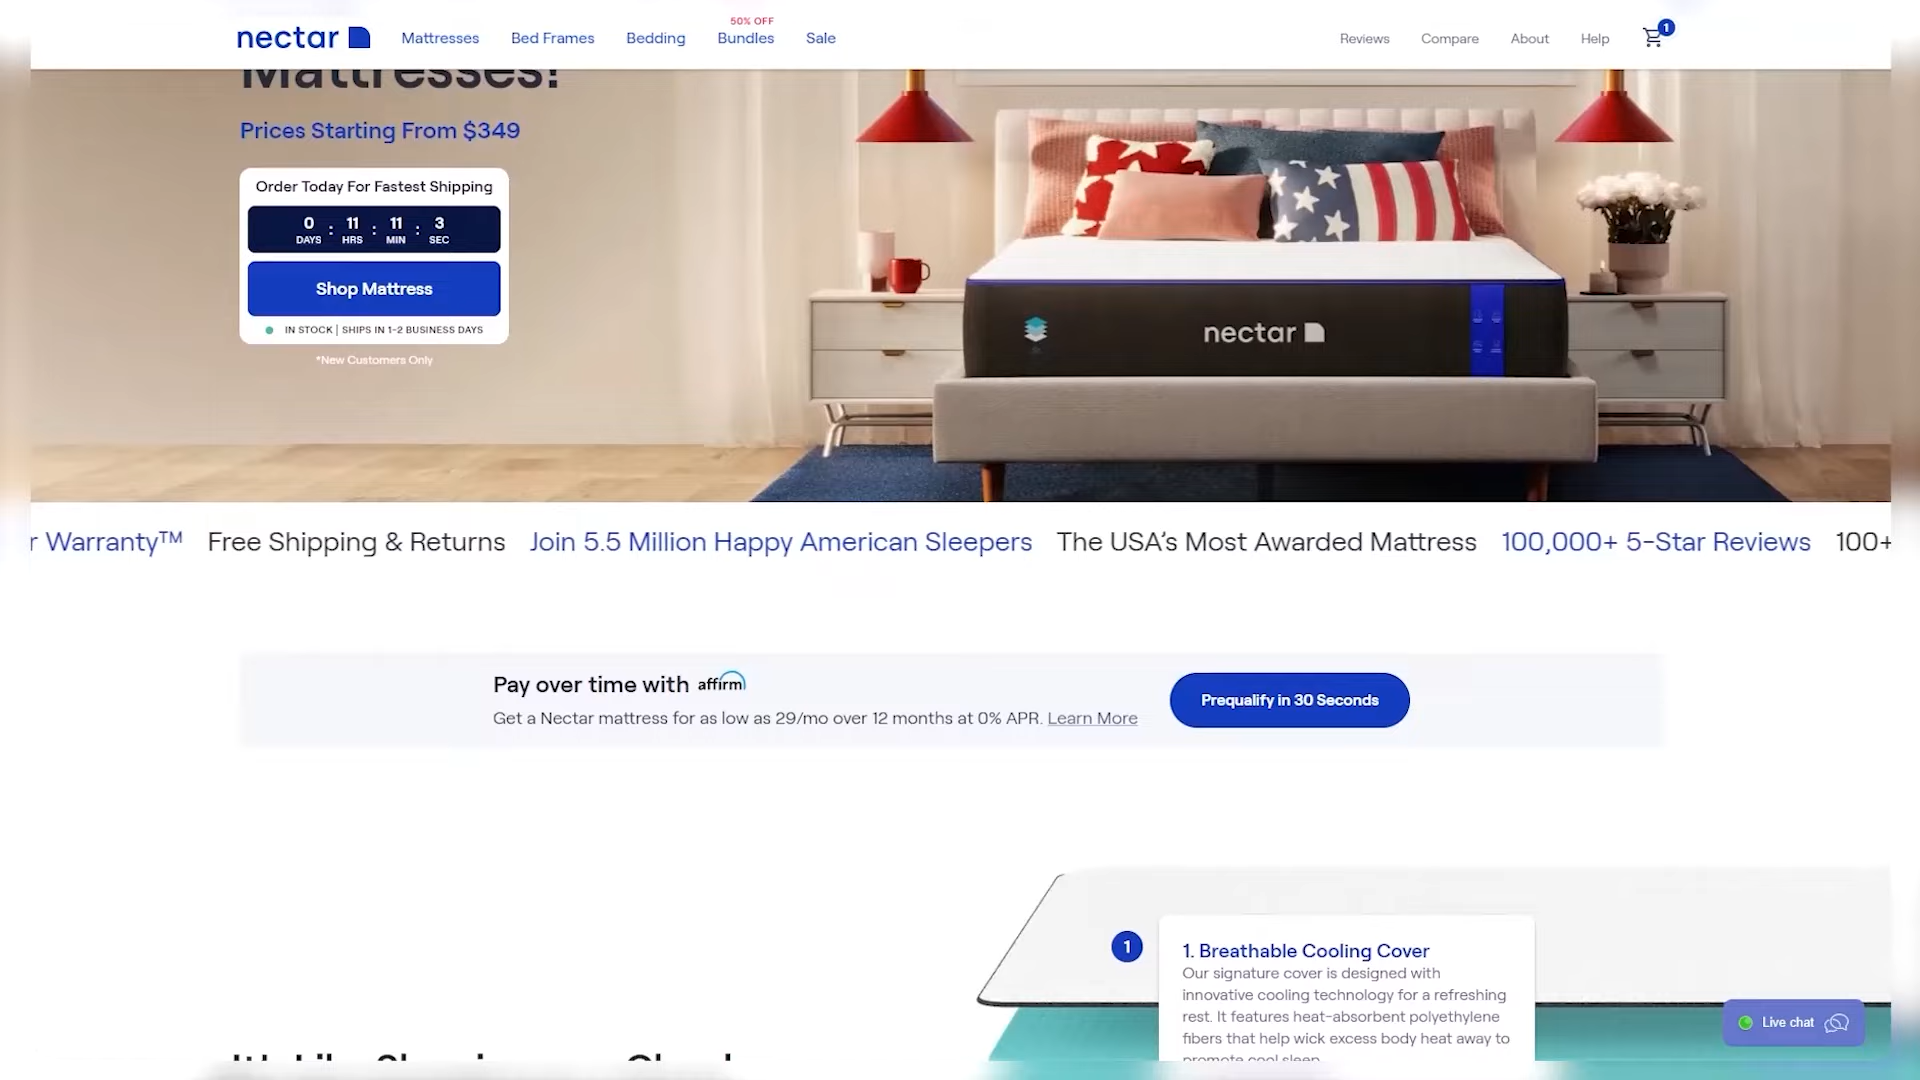 50% OFF
nectar
Mattresses
Bed Frames
Bedding
Bundles
Sale
Reviews
Compare
About
Help
1
Mattresses!
Prices Starting From $349
Order Today For Fastest Shipping
0 : 11 : 11 : 3
DAYS HRS MIN SEC
Shop Mattress
IN STOCK | SHIPS IN 1-2 BUSINESS DAYS
*New Customers Only
nectar
r Warranty™ Free Shipping & Returns Join 5.5 Million Happy American Sleepers The USA’s Most Awarded Mattress 100,000+ 5-Star Reviews 100+
Pay over time with affirm
Get a Nectar mattress for as low as 29/mo over 12 months at 0% APR. Learn More
Prequalify in 30 Seconds
1
1. Breathable Cooling Cover
Our signature cover is designed with
innovative cooling technology for a refreshing
rest. It features heat-absorbent polyethylene
fibers that help wick excess body heat away to
promote cool sleep.
Live chat